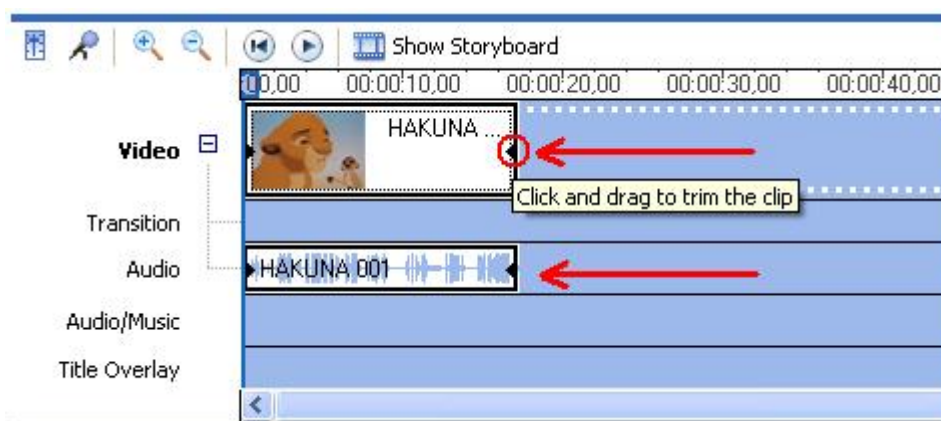 Show Storyboard
0,00 00:00:10,00 00:00:20,00 00:00:30,00 00:00:40,00
Video
HAKUNA ...
Click and drag to trim the clip
Transition
Audio
HAKUNA 001
Audio/Music
Title Overlay